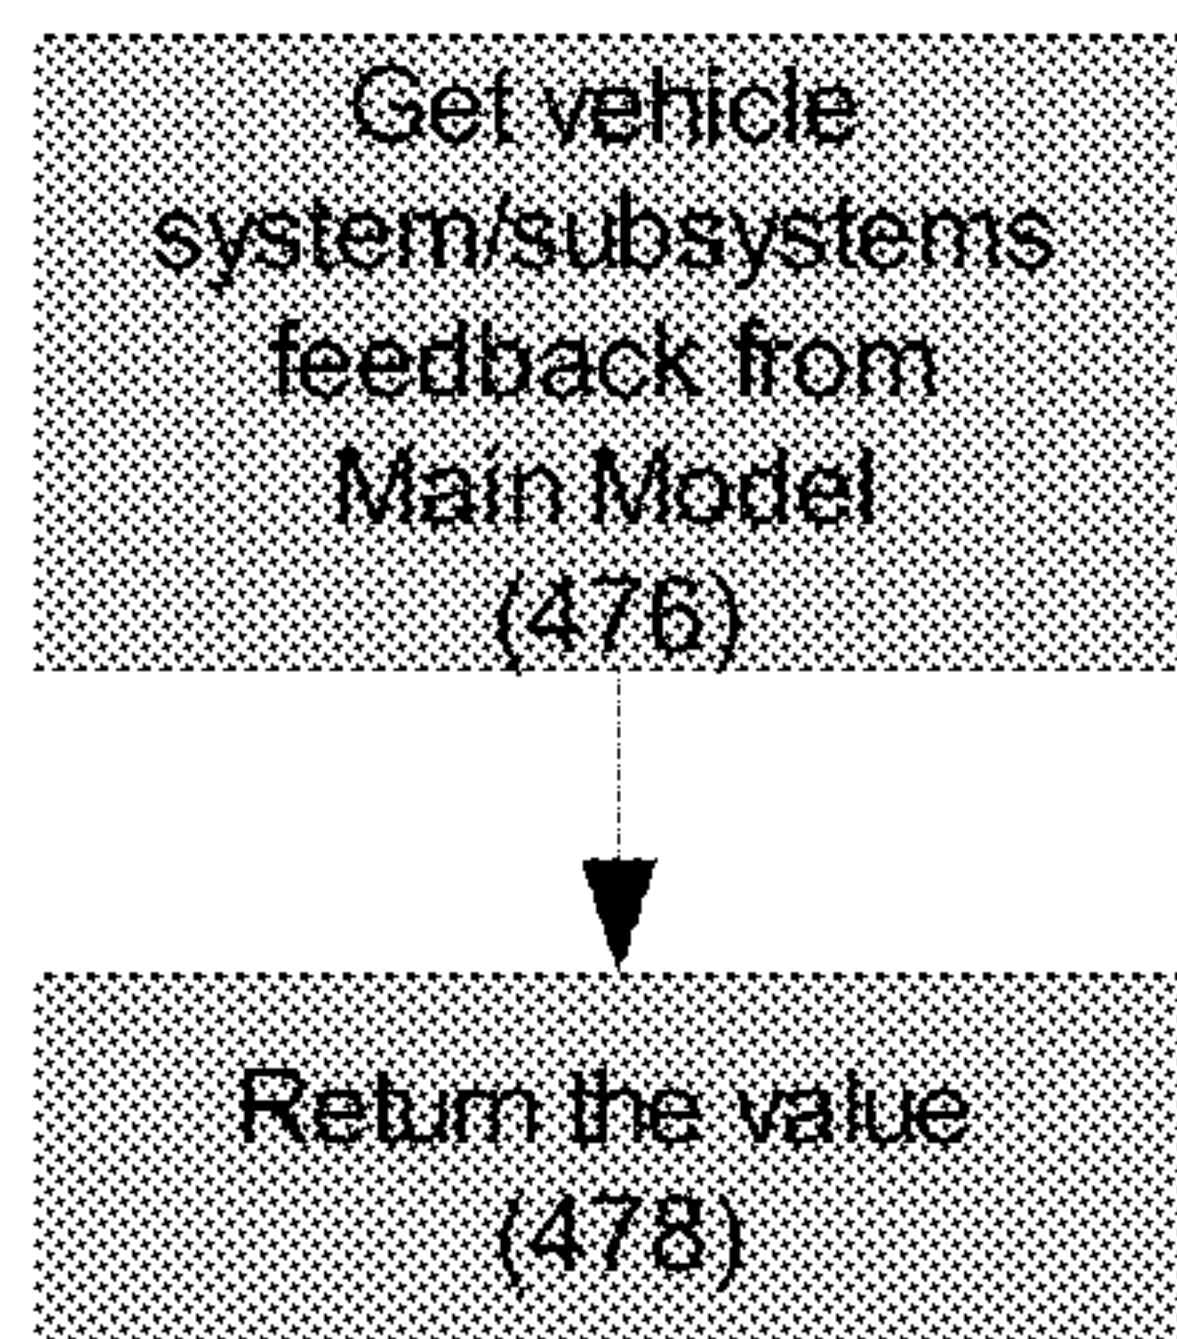 Get vehicle
system/subsystems
feedback from
Main Model
(476)
Return the value
(478)